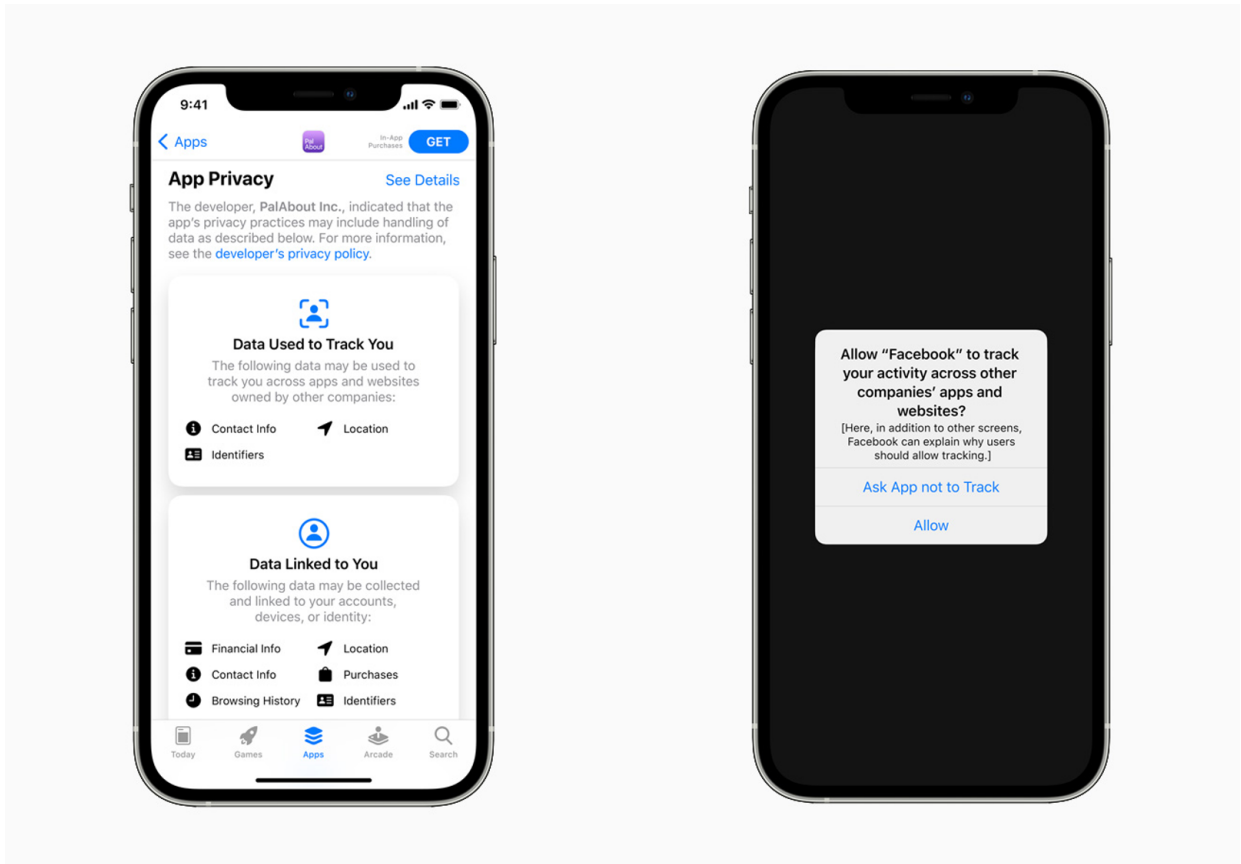 9:41
Apps
Pal
About
In-App
Purchases
GET
App Privacy
See Details
The developer, PalAbout Inc., indicated that the
app's privacy practices may include handling of
data as described below. For more information,
see the developer's privacy policy.
Data Used to Track You
The following data may be used to
track you across apps and websites
owned by other companies:
Contact Info
Location
Identifiers
Data Linked to You
The following data may be collected
and linked to your accounts,
devices, or identity:
Financial Info
Location
Contact Info
Purchases
Browsing History
Identifiers
Today
Games
Apps
Arcade
Search
Allow “Facebook” to track
your activity across other
companies’ apps and
websites?
[Here, in addition to other screens,
Facebook can explain why users
should allow tracking.]
Ask App not to Track
Allow